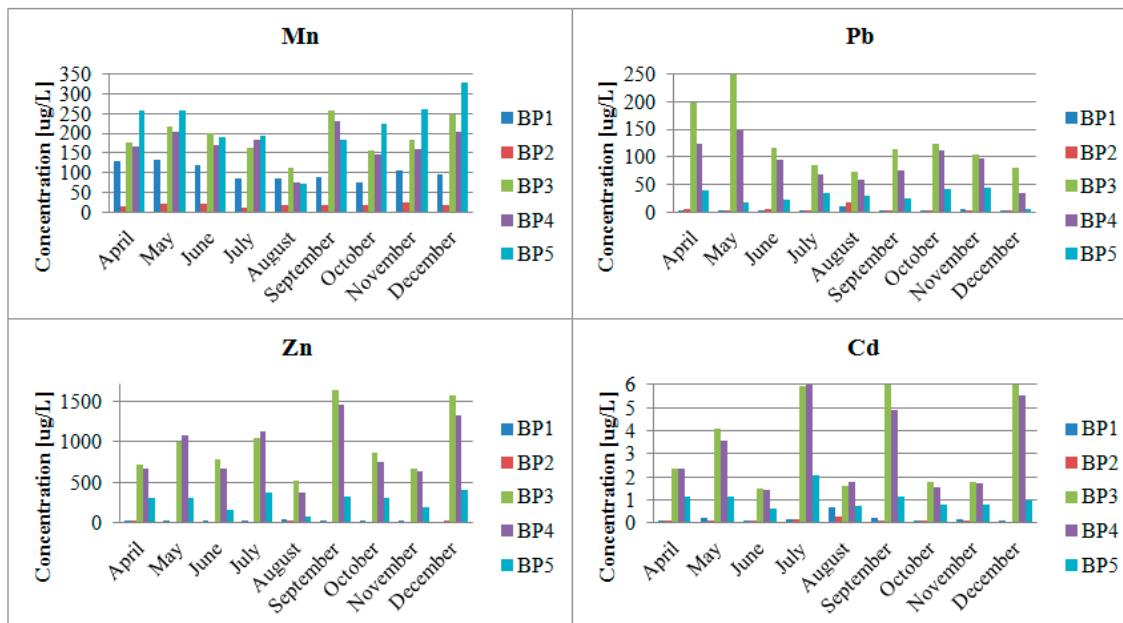 Mn
Concentration [ug/L]
350
300
250
200
150
100
50
0
April
May
June
July
August
September
October
November
December
BP1
BP2
BP3
BP4
BP5
Pb
Concentration [ug/L]
250
200
150
100
50
0
April
May
June
July
August
September
October
November
December
BP1
BP2
BP3
BP4
BP5
Zn
Concentration [ug/L]
1500
1000
500
0
April
May
June
July
August
September
October
November
December
BP1
BP2
BP3
BP4
BP5
Cd
Concentration [ug/L]
6
5
4
3
2
1
0
April
May
June
July
August
September
October
November
December
BP1
BP2
BP3
BP4
BP5